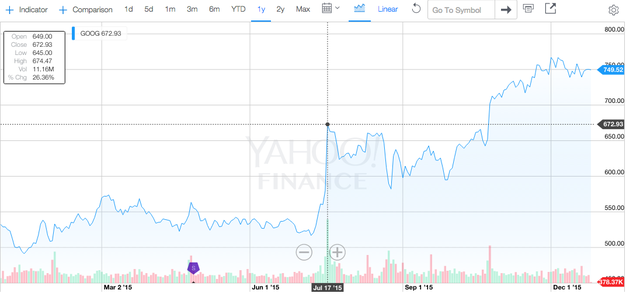 Indicator
Comparison
1d 5d 1m 3m 6m YTD 1y 2y Max
Linear
Go To Symbol
Open 649.00
Close 672.93
Low 645.00
High 674.47
Vol 11.16M
% Chg 26.36%
GOOG 672.93
800.00
749.52
700.00
672.93
650.00
600.00
550.00
500.00
78.37K
YAHOO!
FINANCE
S
Mar 2 '15
Jun 1 '15
Jul 17 '15
Sep 1 '15
Dec 1 '15